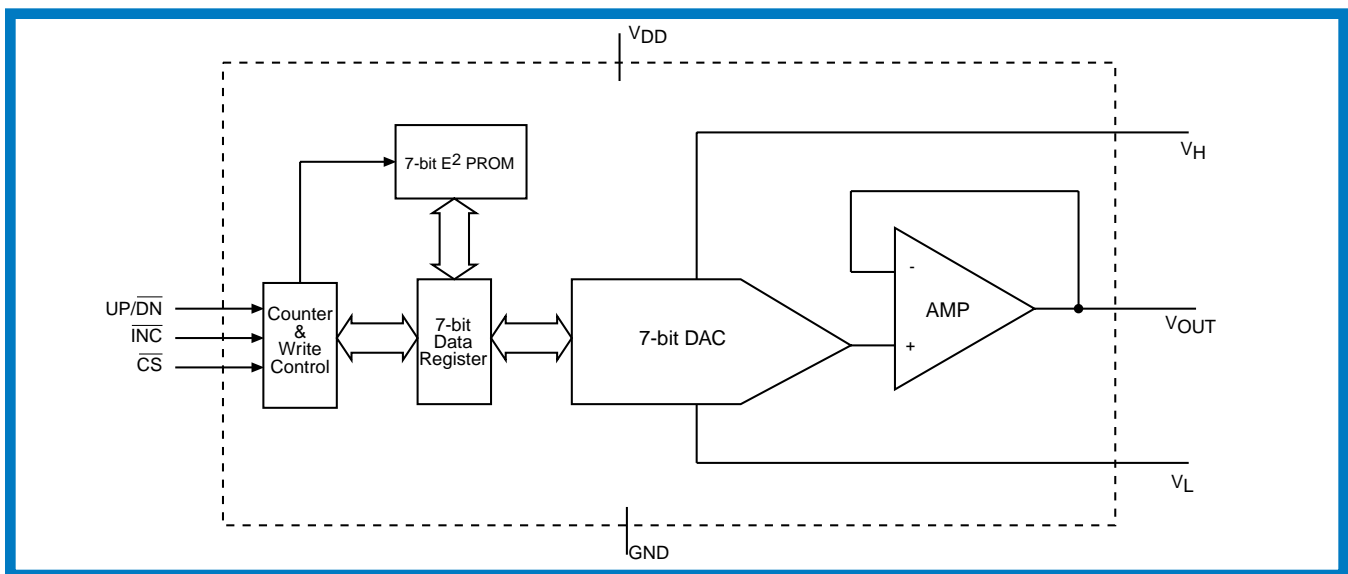 VDD
7-bit E2 PROM
VH
UP/DN
INC
CS
Counter
&
Write
Control
7-bit
Data
Register
7-bit DAC
-
AMP
+
VOUT
VL
GND